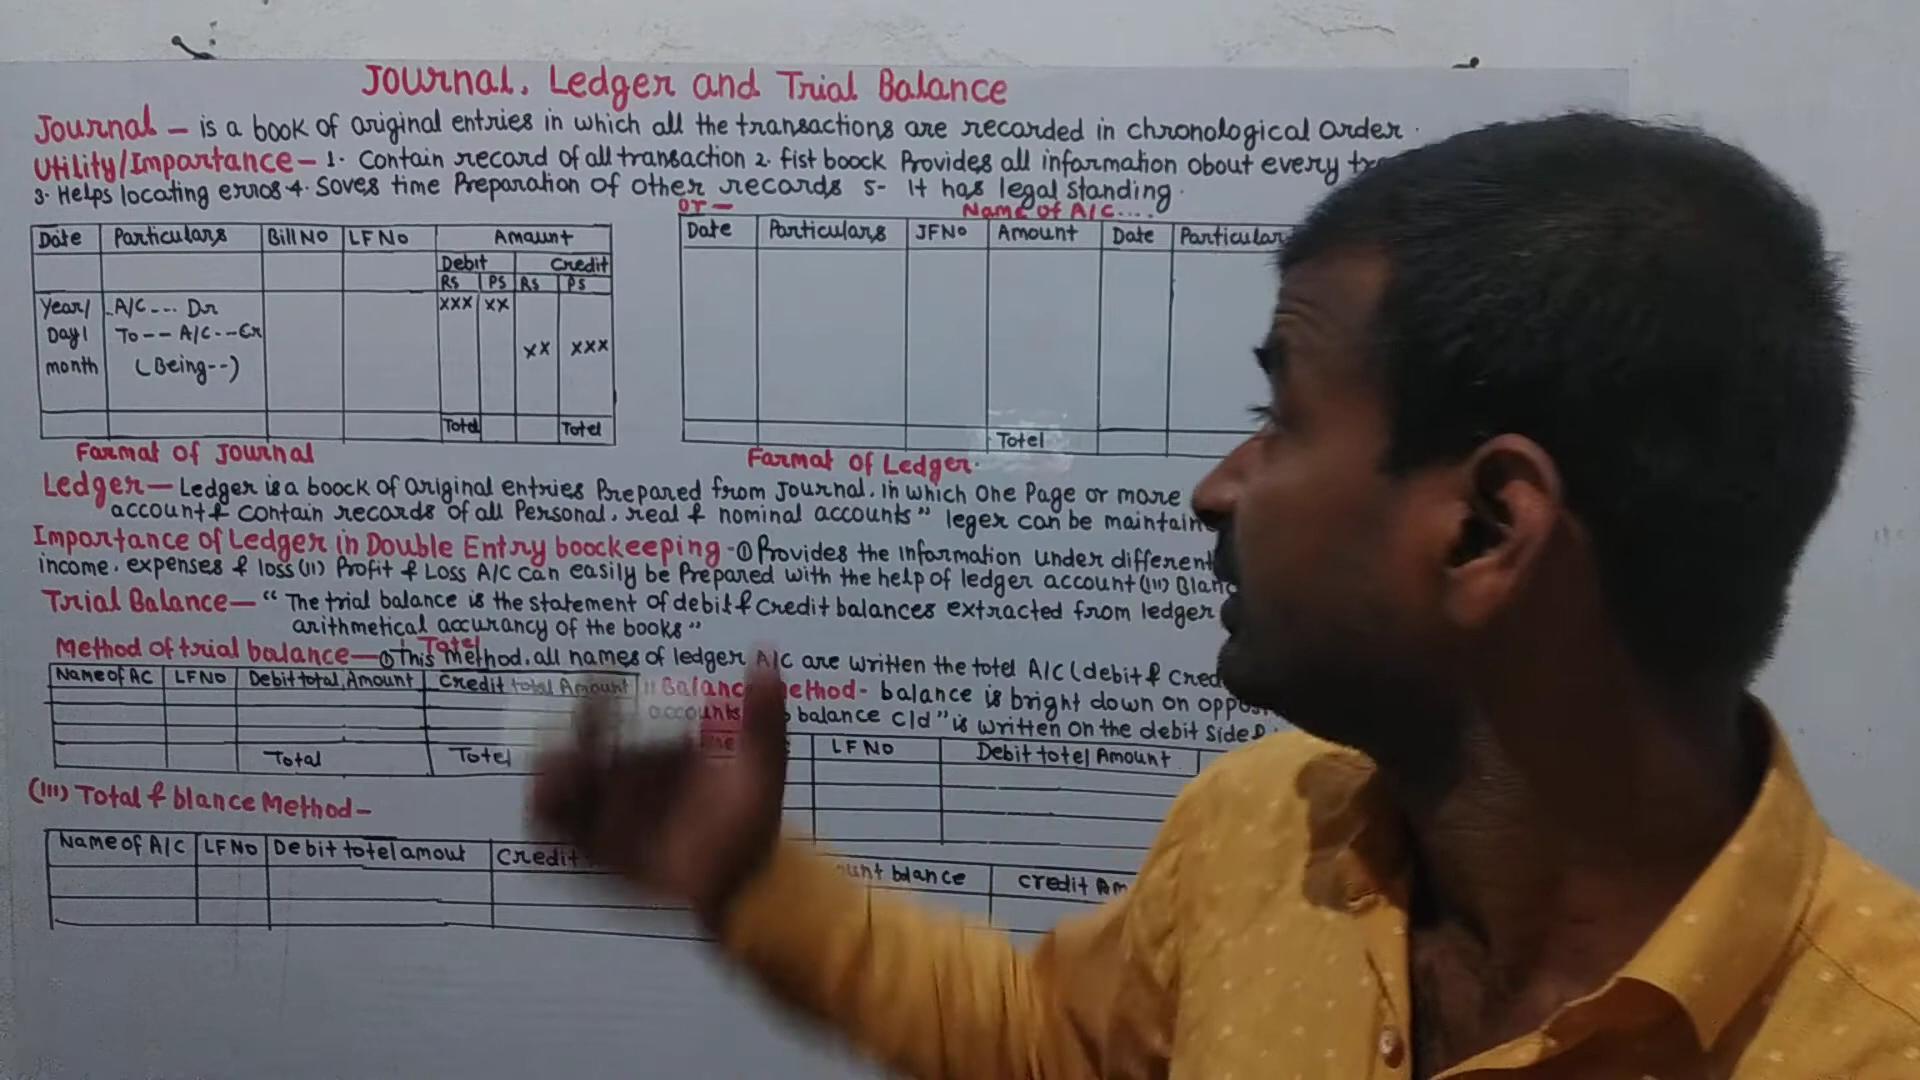 Journal, Ledger and Trial Balance
Journal – is a book of original entries in which all the transactions are recorded in chronological order.
Utility/Importance – 1. Contain record of all transaction 2. fist boock Provides all information obout every
3. Helps locating erros 4. Soves time Preparation of other records 5- It has legal standing.
Date Particulars Bill No LF No Amaunt
Debit Credit
Rs Ps Rs Ps
Year/ A/C --- Dr xxx xx
Day/ To -- A/C --Cr xx xxx
month (Being--)
Totel Totel
Farmat of Journal
or – Name of A/C....
Date Particulars JFNo Amount Date Particular
Totel
Farmat of Ledger.
Ledger – Ledger is a boock of original entries Prepared from Journal. in which one Page or more
account & contain records of all Personal, real & nominal accounts" leger can be maintain
Importance of Ledger in Double Entry boockeeping - (I) Provides the information under different
income, expenses & loss (II) Profit & Loss A/C can easily be Prepared with the help of ledger account (III)
Trial Balance – "The trial balance is the statement of debit & credit balances extracted from ledger
arithmetical accurancy of the books"
Method of trial balance – (I) Totel This method, all names of ledger A/C are written the totel A/C (debit &
Name of AC LF NO Debit total, Amount Credit total Amount
Total Totel
II Balance method - balance is bright down on
accounts balance c/d" is written on the debit side
LF NO Debit totel Amount
(III) Total & blance Method –
Name of A/C LF NO Debit totel amout Credit
blance credit Am